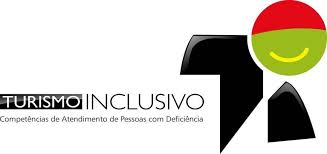 TURISMO INCLUSIVO
Competências de Atendimento de Pessoas com Deficiência